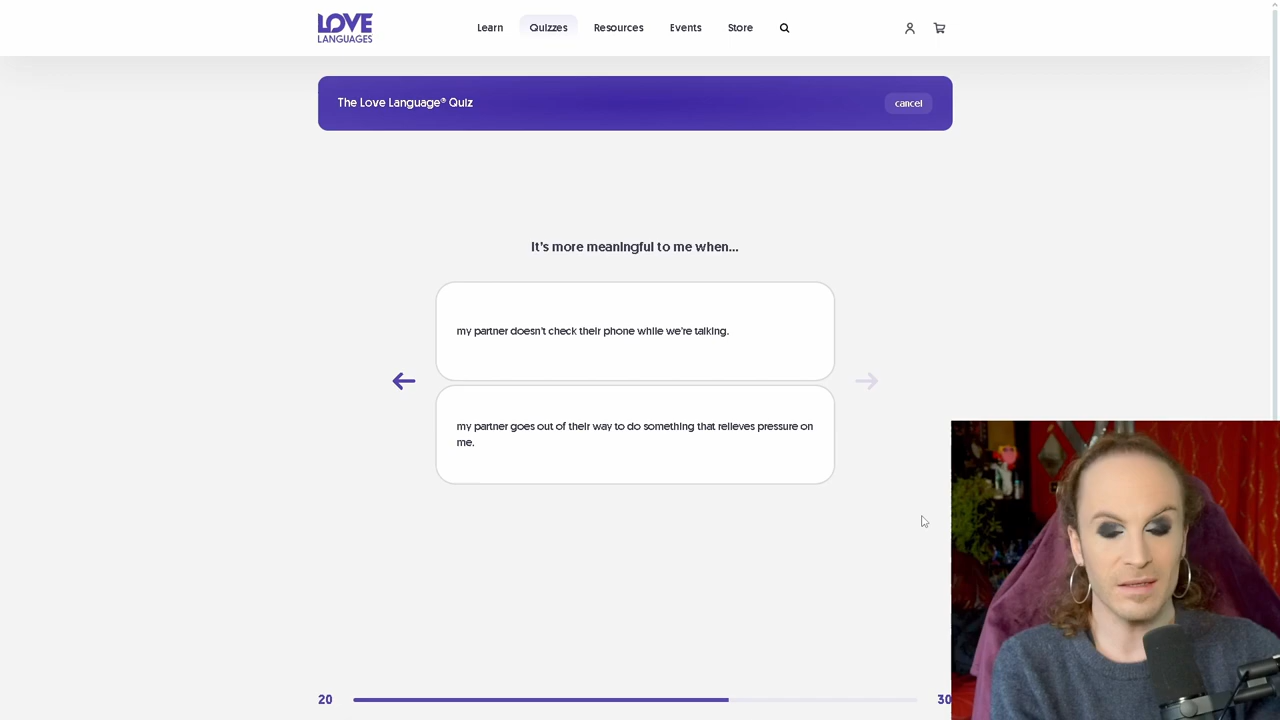 LOVE
LANGUAGES
Learn Quizzes Resources Events Store
The Love Language® Quiz cancel
It's more meaningful to me when...
my partner doesn't check their phone while we're talking.
my partner goes out of their way to do something that relieves pressure on
me.
20 30